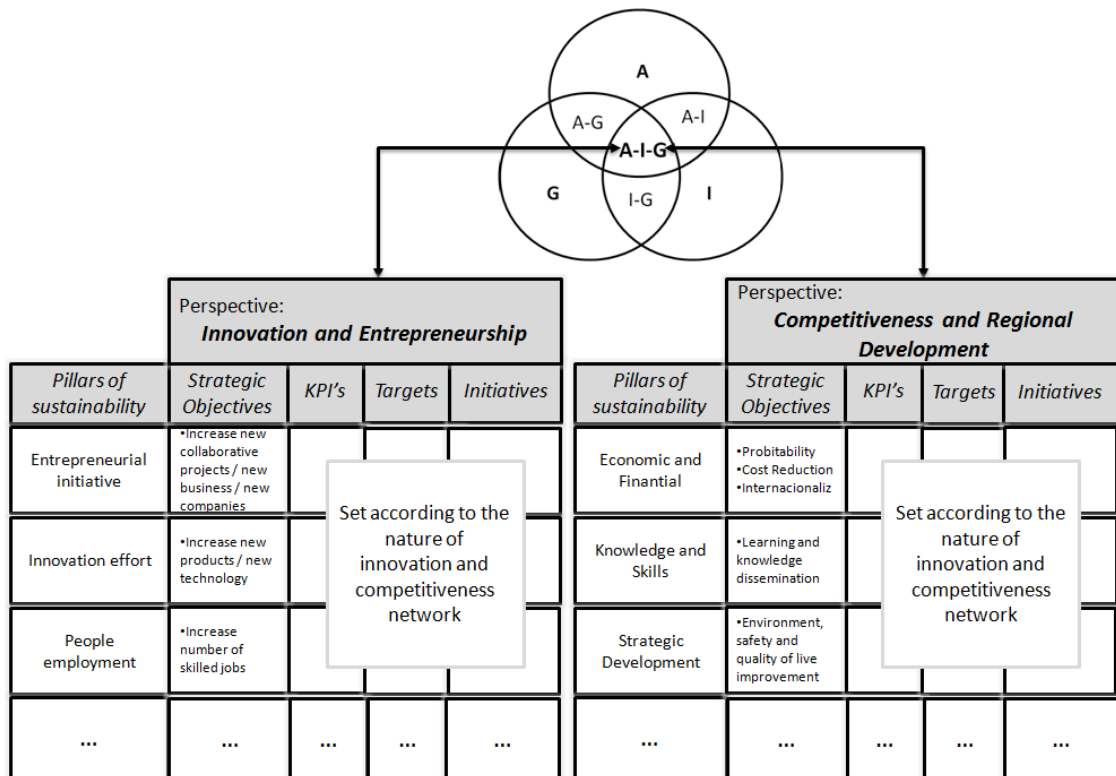 A
A-G
A-I
A-I-G
G
I-G
I
Perspective:
Innovation and Entrepreneurship
Pillars of
sustainability
Strategic
Objectives
KPI's
Targets
Initiatives
Entrepreneurial
initiative
•Increase new
collaborative
projects / new
business / new
companies
Innovation effort
•Increase new
products / new
technology
People
employment
•Increase
number of
skilled jobs
Set according to the
nature of
innovation and
competitiveness
network
...
...
...
...
...
Perspective:
Competitiveness and Regional
Development
Pillars of
sustainability
Strategic
Objectives
KPI's
Targets
Initiatives
Economic and
Finantial
•Probitability
•Cost Reduction
•Internacionaliz
Knowledge and
Skills
•Learning and
knowledge
dissemination
Strategic
Development
•Environment,
safety and
quality of live
improvement
Set according to the
nature of
innovation and
competitiveness
network
...
...
...
...
...